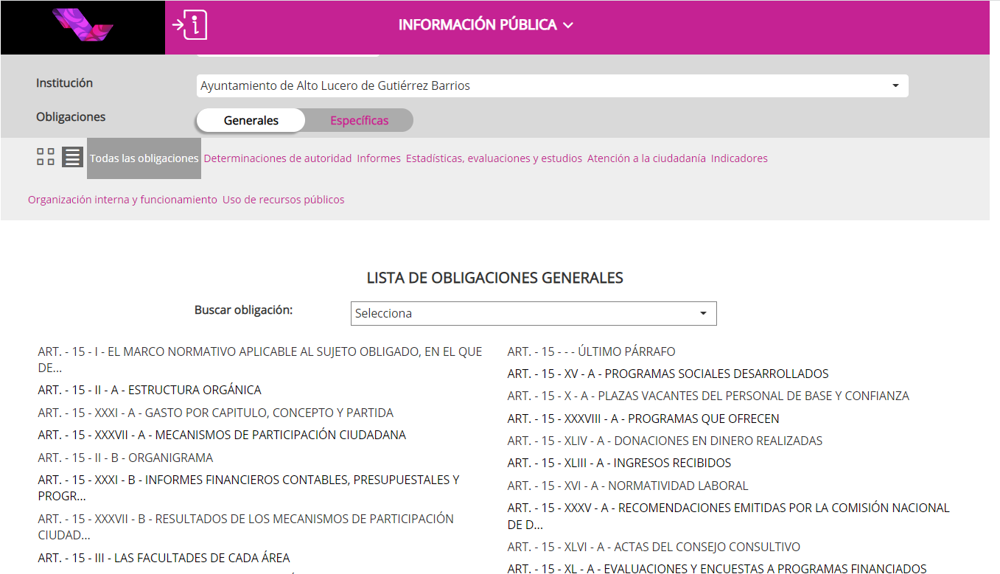 INFORMACIÓN PÚBLICA
Institución
Ayuntamiento de Alto Lucero de Gutiérrez Barrios
Obligaciones
Generales
Específicas
Todas las obligaciones Determinaciones de autoridad Informes Estadísticas, evaluaciones y estudios Atención a la ciudadanía Indicadores
Organización interna y funcionamiento Uso de recursos públicos
LISTA DE OBLIGACIONES GENERALES
Buscar obligación:
Selecciona
ART. - 15 - I - EL MARCO NORMATIVO APLICABLE AL SUJETO OBLIGADO, EN EL QUE
DE...
ART. - 15 - II - A - ESTRUCTURA ORGÁNICA
ART. - 15 - XXXI - A - GASTO POR CAPITULO, CONCEPTO Y PARTIDA
ART. - 15 - XXXVII - A - MECANISMOS DE PARTICIPACIÓN CIUDADANA
ART. - 15 - II - B - ORGANIGRAMA
ART. - 15 - XXXI - B - INFORMES FINANCIEROS CONTABLES, PRESUPUESTALES Y
PROGR...
ART. - 15 - XXXVII - B - RESULTADOS DE LOS MECANISMOS DE PARTICIPACIÓN
CIUDAD...
ART. - 15 - III - LAS FACULTADES DE CADA ÁREA
ART. - 15 - - - ÚLTIMO PÁRRAFO
ART. - 15 - XV - A - PROGRAMAS SOCIALES DESARROLLADOS
ART. - 15 - X - A - PLAZAS VACANTES DEL PERSONAL DE BASE Y CONFIANZA
ART. - 15 - XXXVIII - A - PROGRAMAS QUE OFRECEN
ART. - 15 - XLIV - A - DONACIONES EN DINERO REALIZADAS
ART. - 15 - XLIII - A - INGRESOS RECIBIDOS
ART. - 15 - XVI - A - NORMATIVIDAD LABORAL
ART. - 15 - XXXV - A - RECOMENDACIONES EMITIDAS POR LA COMISIÓN NACIONAL
DE D...
ART. - 15 - XLVI - A - ACTAS DEL CONSEJO CONSULTIVO
ART. - 15 - XL - A - EVALUACIONES Y ENCUESTAS A PROGRAMAS FINANCIADOS